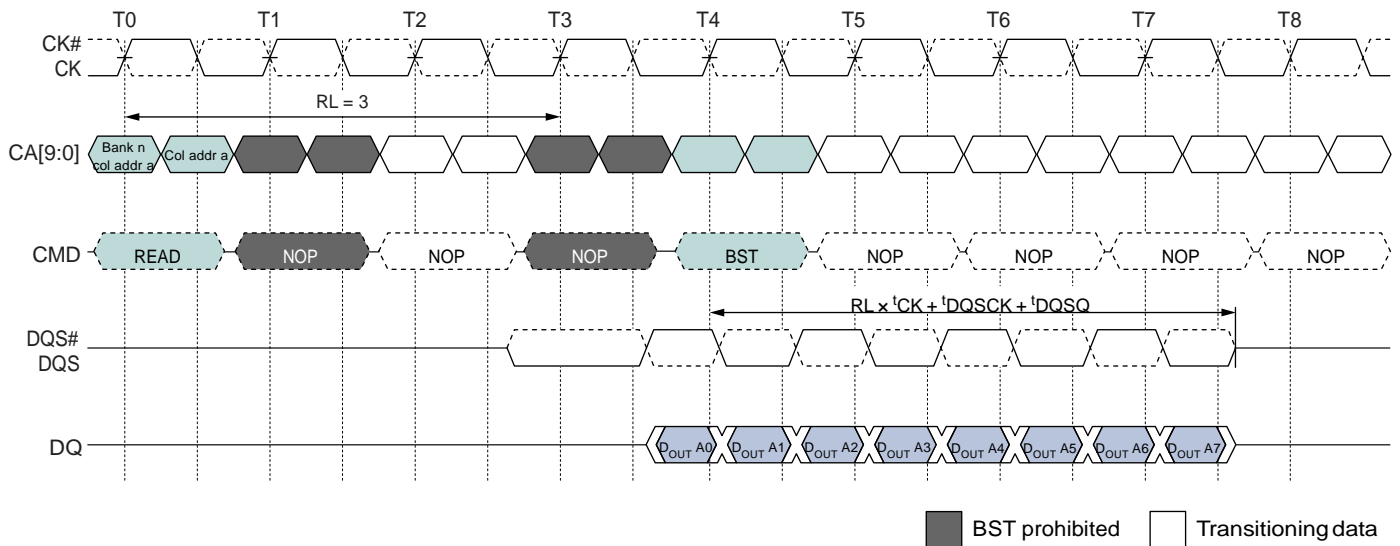 T0 T1 T2 T3 T4 T5 T6 T7 T8
CK#
CK
RL = 3
CA[9:0]
Bank n
col addr a
Col addr a
CMD
READ NOP NOP NOP BST NOP NOP NOP NOP
RL × tCK + tDQSCK + tDQSQ
DQS#
DQS
DQ
DOUT A0 DOUT A1 DOUT A2 DOUT A3 DOUT A4 DOUT A5 DOUT A6 DOUT A7
BST prohibited
Transitioning data